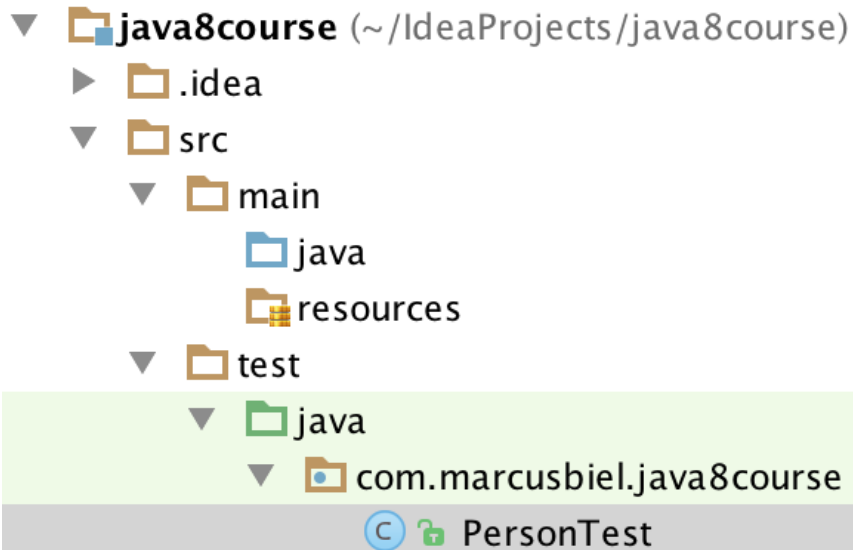 java8course (~/IdeaProjects/java8course)
.idea
src
main
java
resources
test
java
com.marcusbiel.java8course
C PersonTest